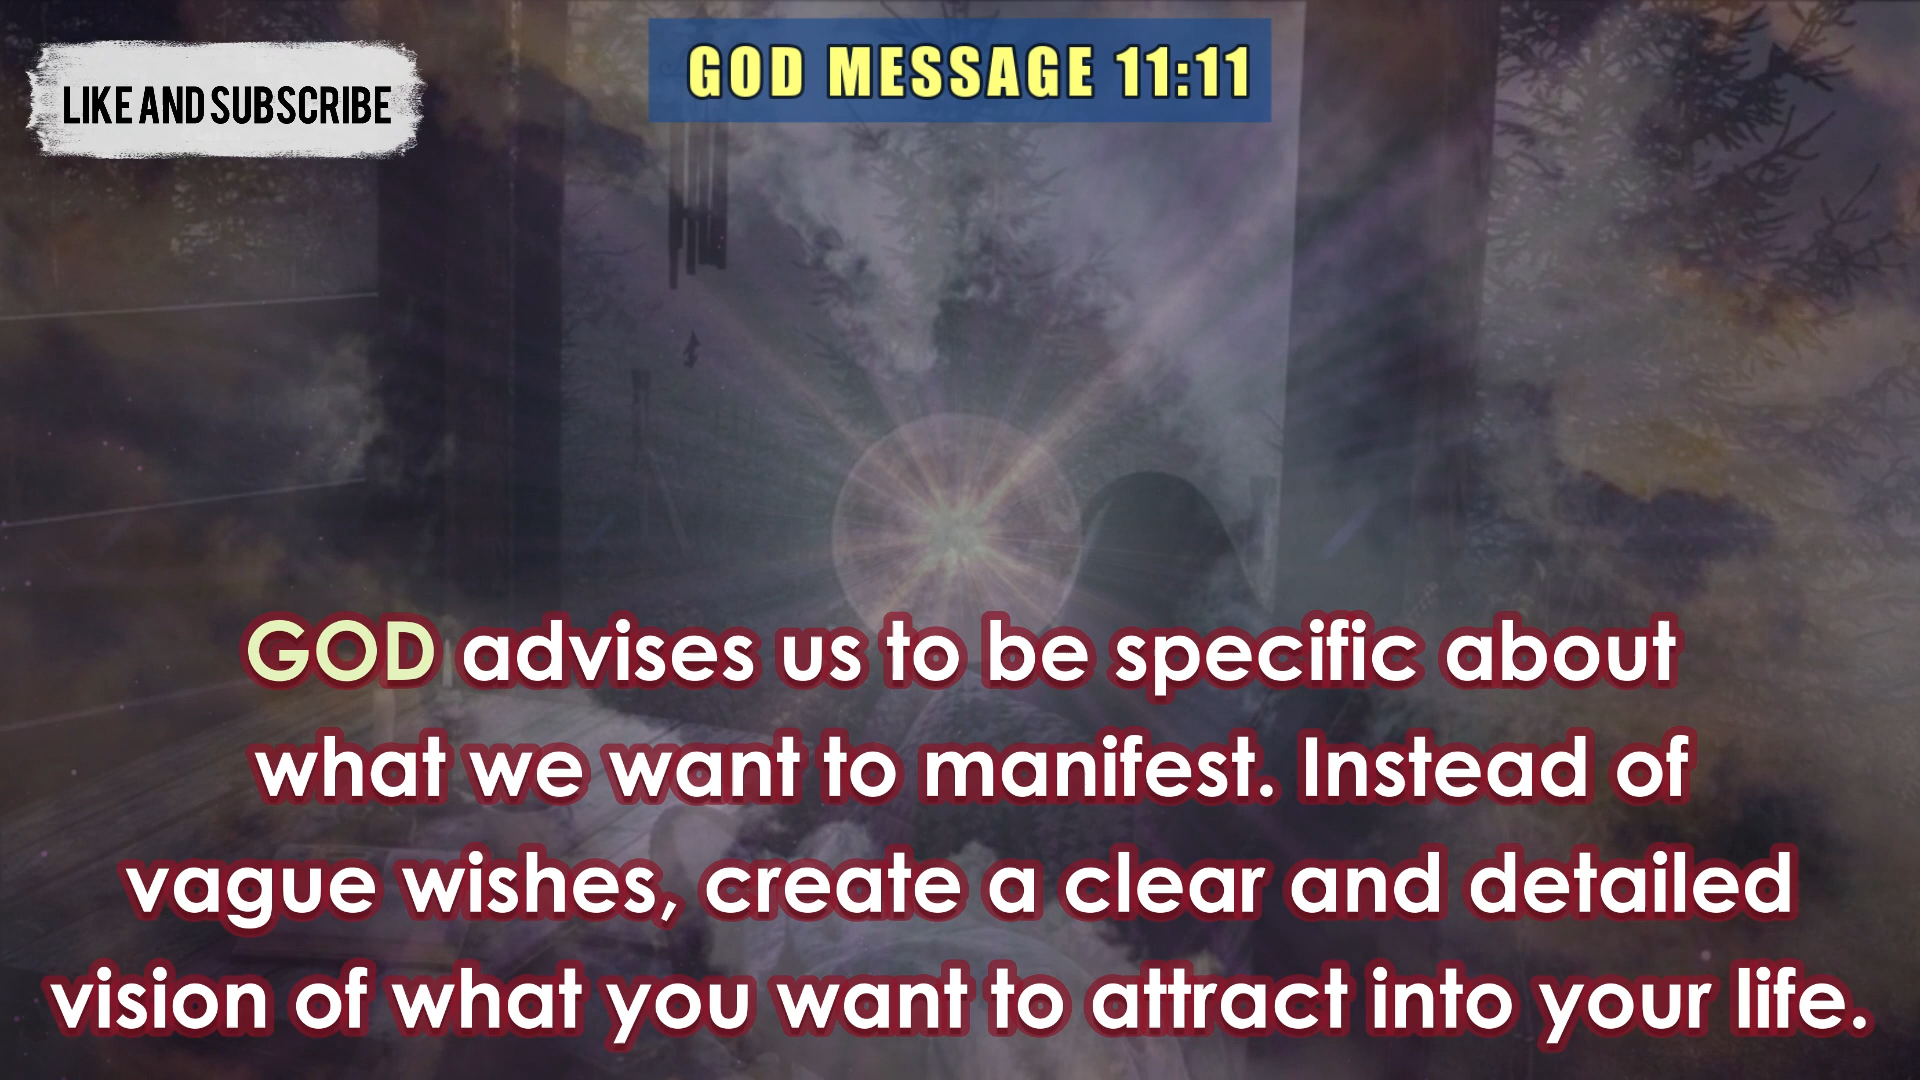 LIKE AND SUBSCRIBE
GOD MESSAGE 11:11
GOD advises us to be specific about
what we want to manifest. Instead of
vague wishes, create a clear and detailed
vision of what you want to attract into your life.